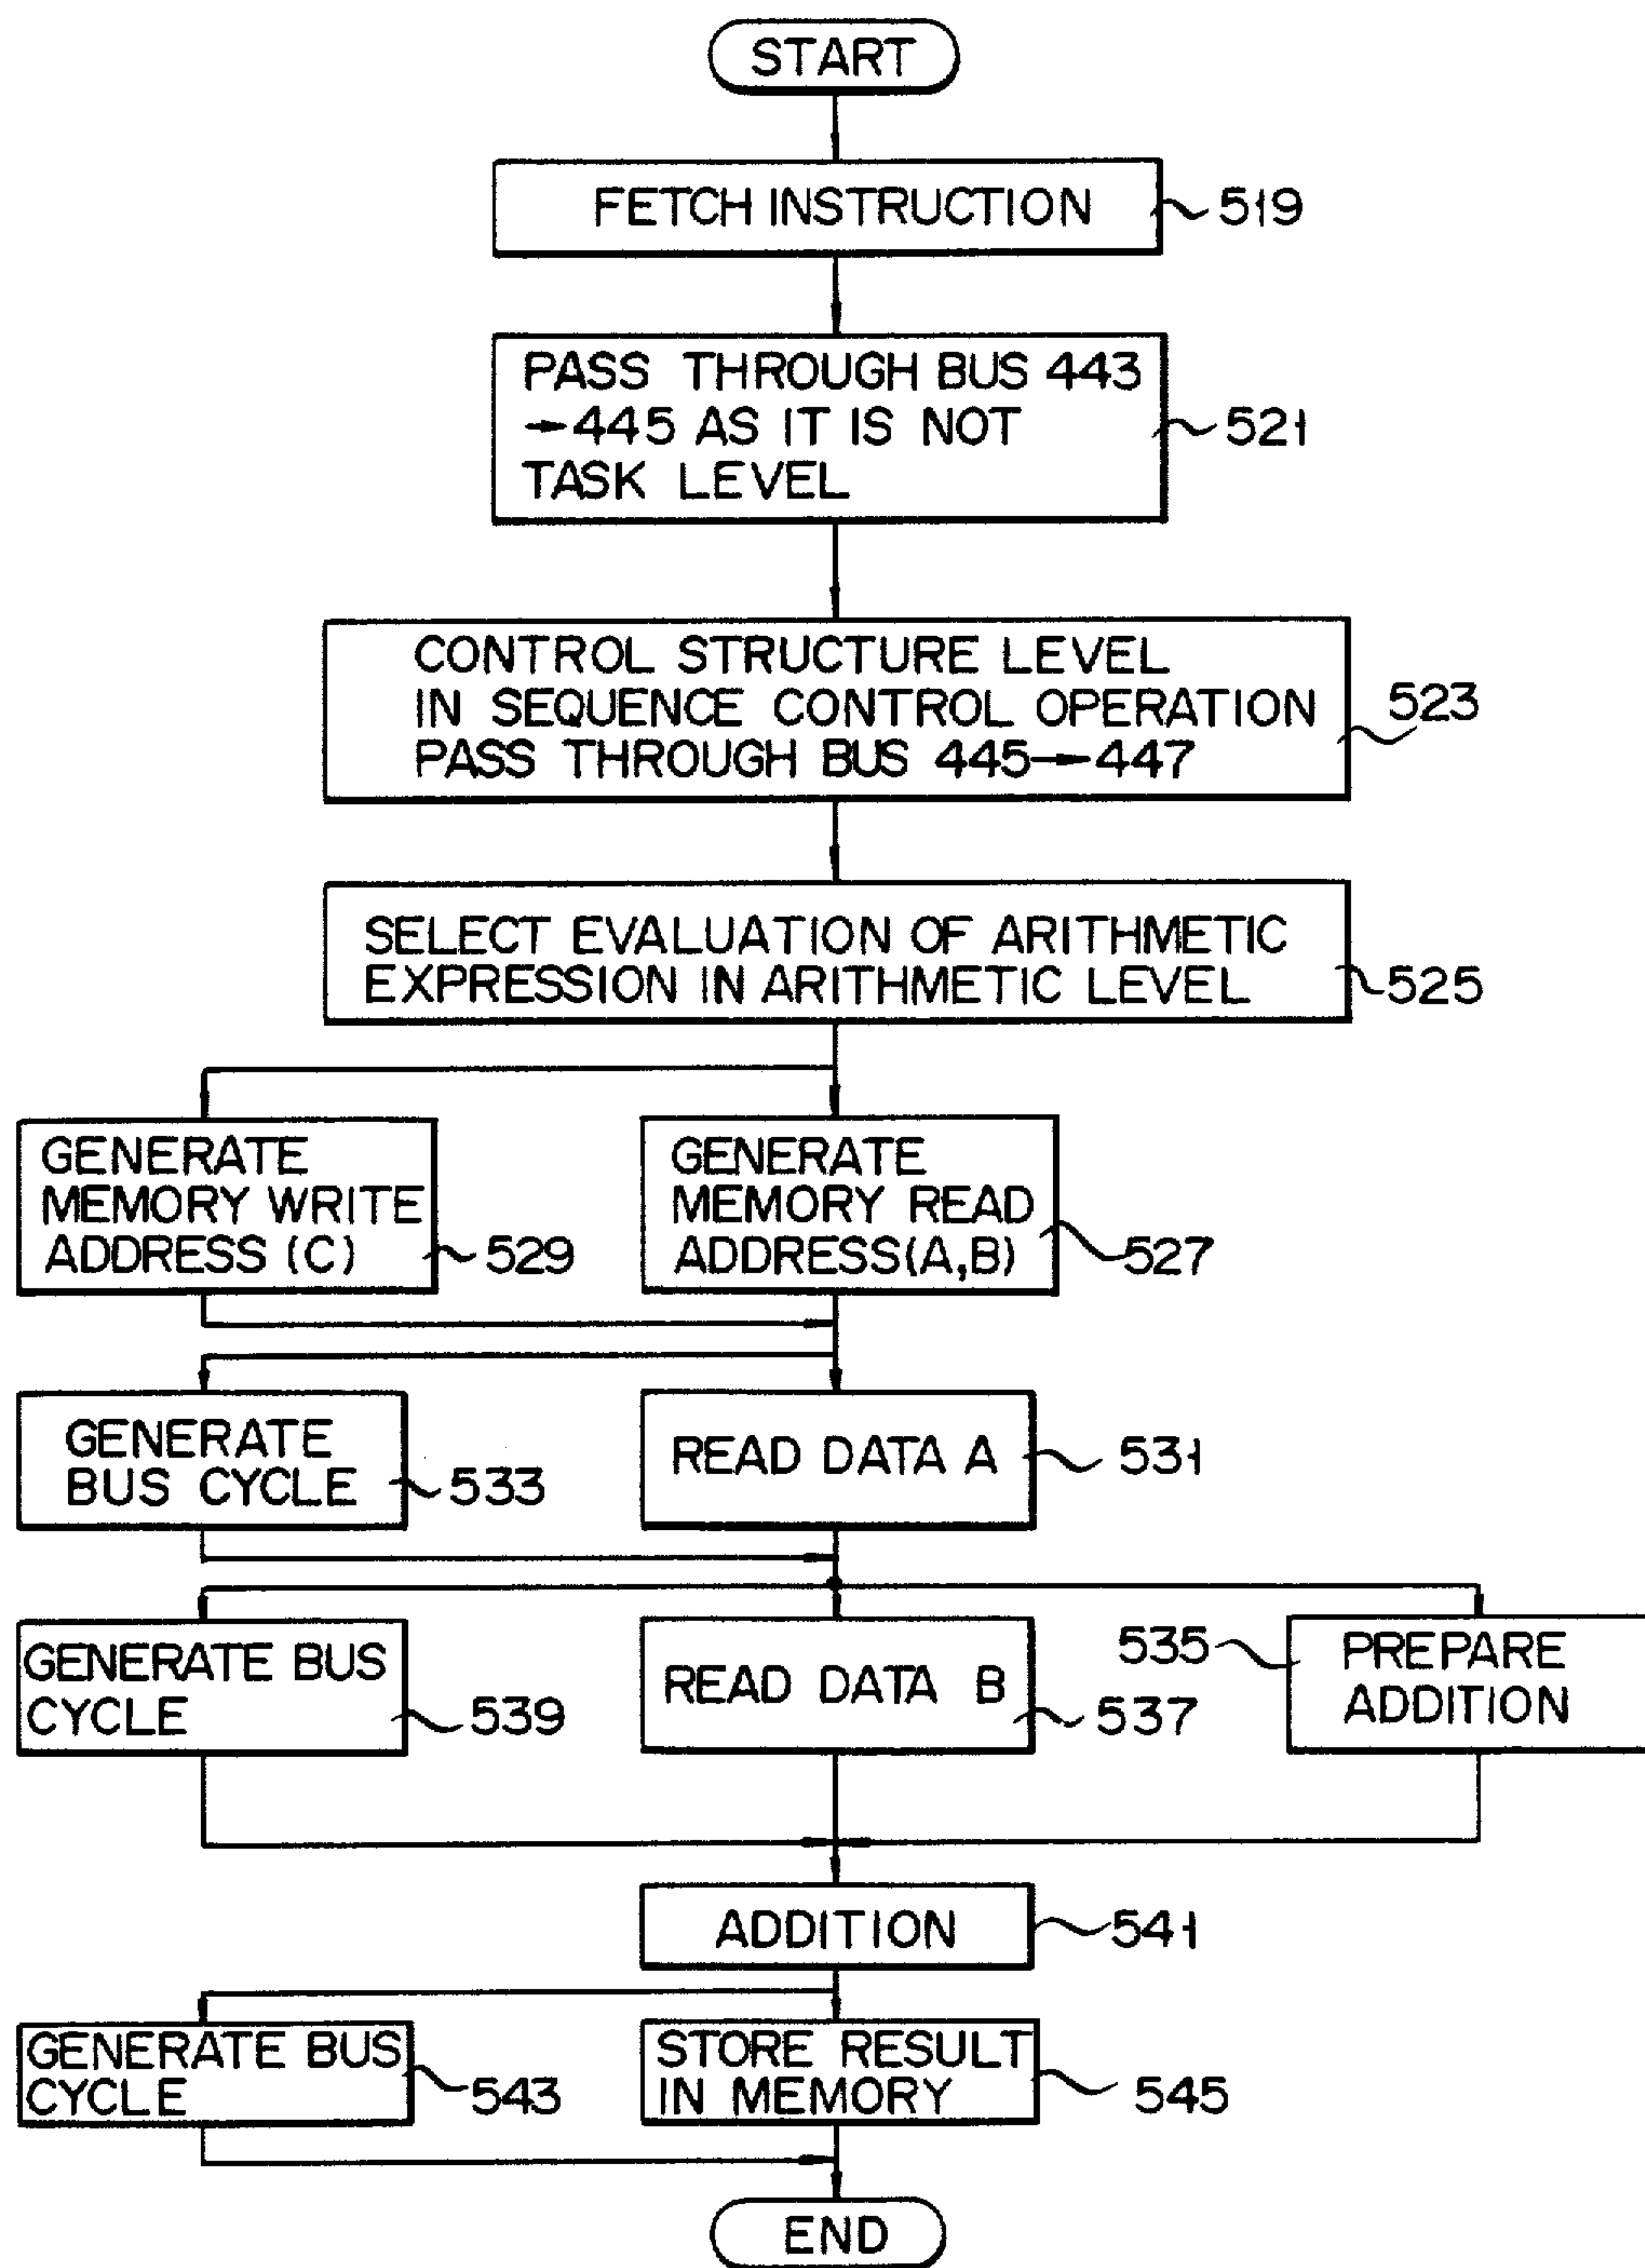 START
FETCH INSTRUCTION
519
PASS THROUGH BUS 443
→445 AS IT IS NOT
TASK LEVEL
521
CONTROL STRUCTURE LEVEL
IN SEQUENCE CONTROL OPERATION
PASS THROUGH BUS 445→447
523
SELECT EVALUATION OF ARITHMETIC
EXPRESSION IN ARITHMETIC LEVEL
525
GENERATE
MEMORY WRITE
ADDRESS (C)
529
GENERATE
MEMORY READ
ADDRESS(A,B)
527
GENERATE
BUS CYCLE
533
READ DATA A
531
GENERATE BUS
CYCLE
539
READ DATA B
537
535
PREPARE
ADDITION
ADDITION
541
GENERATE BUS
CYCLE
543
STORE RESULT
IN MEMORY
545
END